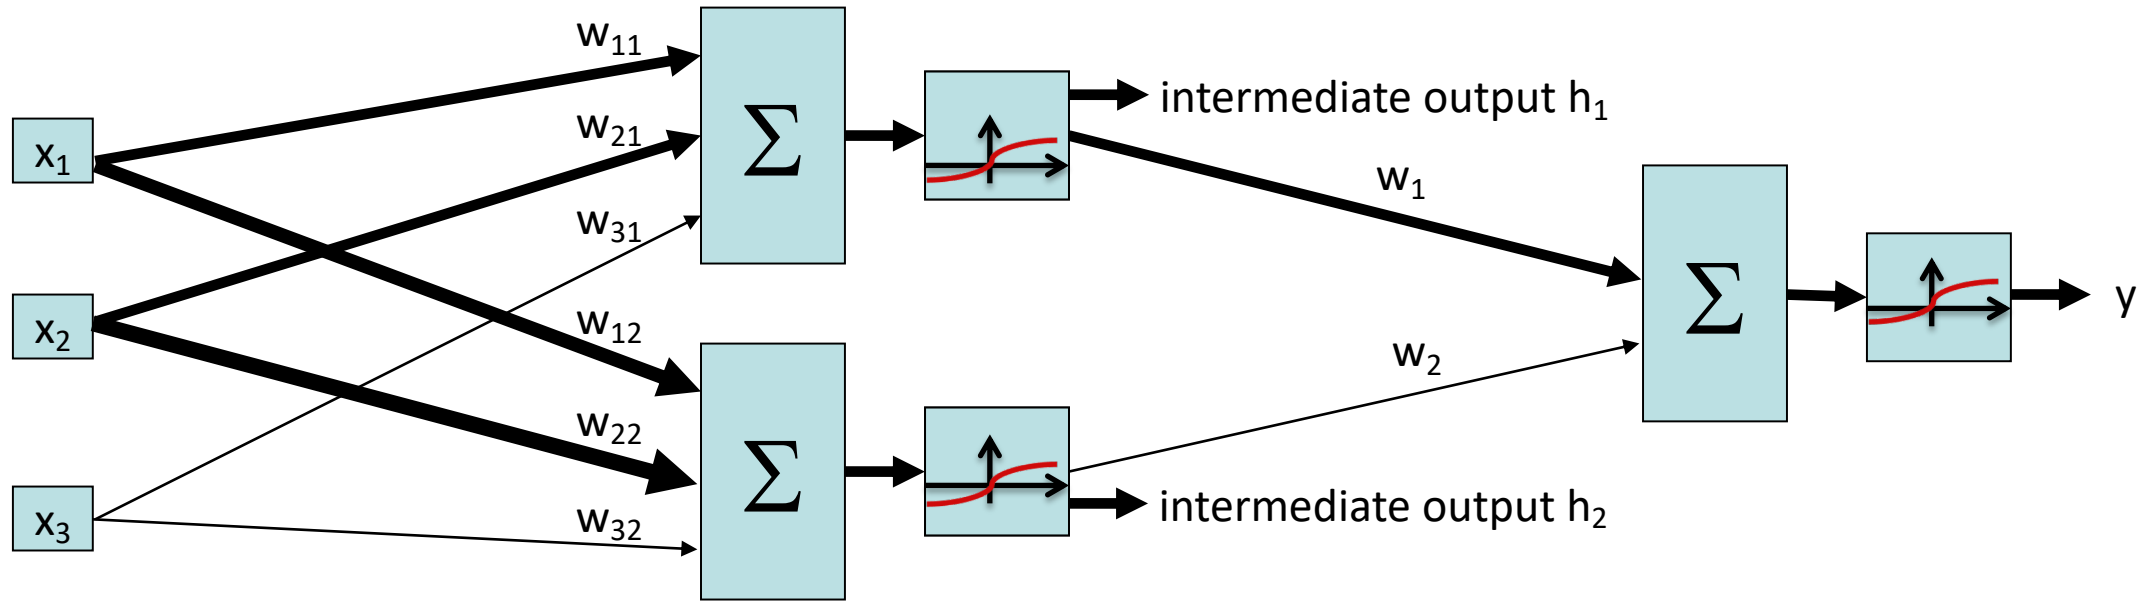 x₁
x₂
x₃
w₁₁
w₂₁
w₃₁
w₁₂
w₂₂
w₃₂
Σ
Σ
intermediate output h₁
intermediate output h₂
w₁
w₂
Σ
y